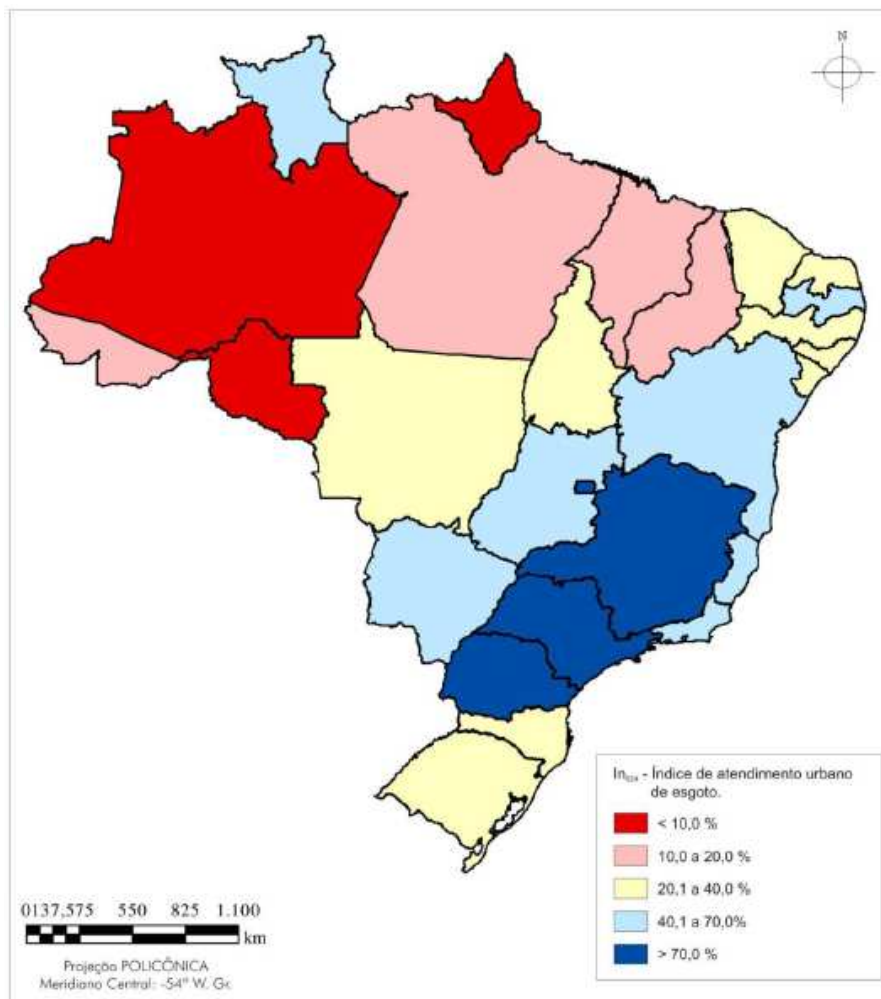 N
In₀₂₄ - Índice de atendimento urbano
de esgoto.
< 10,0 %
10,0 a 20,0 %
20,1 a 40,0 %
40,1 a 70,0%
> 70,0 %
0137,575 550 825 1.100
km
Projeção POLICÔNICA
Meridiano Central: -54° W. Gr.